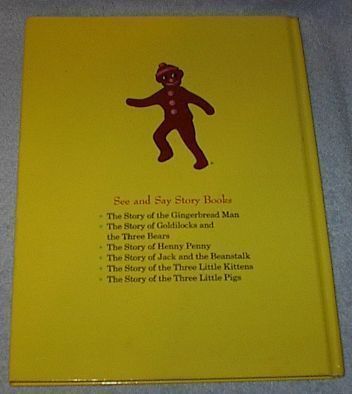 See and Say Story Books
• The Story of the Gingerbread Man
• The Story of Goldilocks and
the Three Bears
• The Story of Henny Penny
• The Story of Jack and the Beanstalk
• The Story of the Three Little Kittens
• The Story of the Three Little Pigs